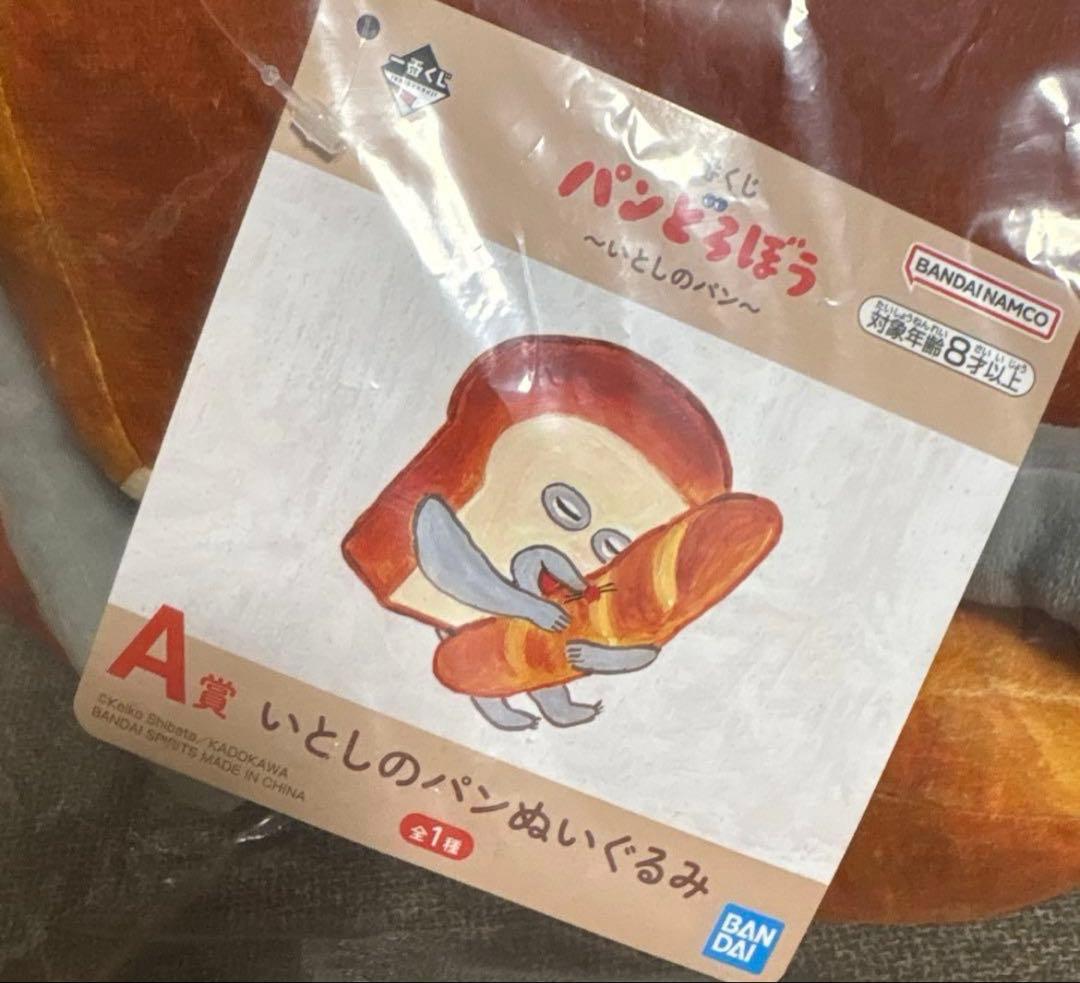 一番くじ
くじ
パンどろぼう
～いとしのパン～
BANDAI NAMCO
たいしょうねんれい さい いじょう
対象年齢8才以上
A賞 いとしのパンぬいぐるみ
全1種
©Keiko Shibata／KADOKAWA
BANDAI SPIRITS MADE IN CHINA
BAN
DAI